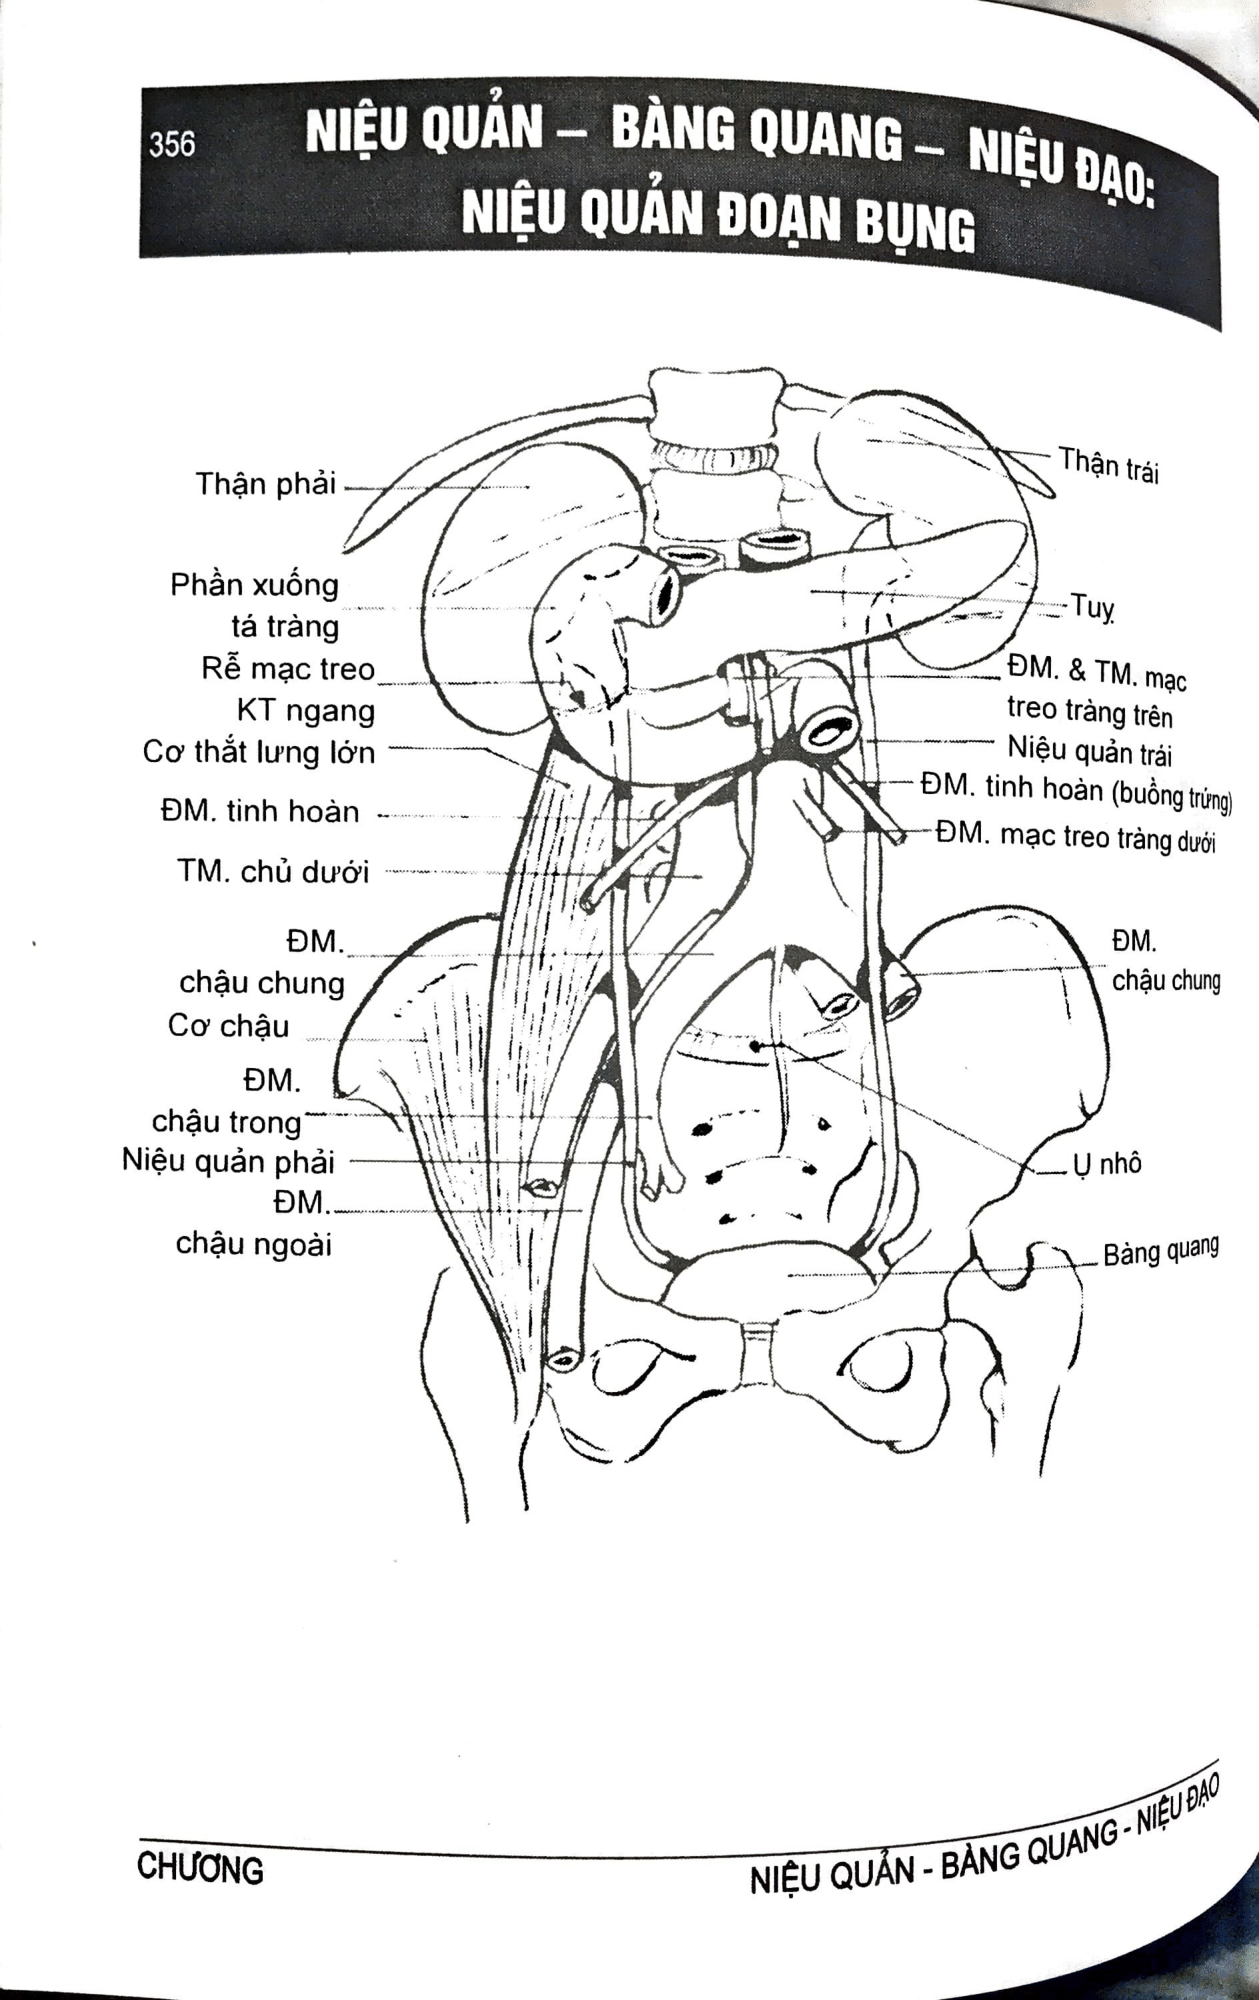 356
NIỆU QUẢN – BÀNG QUANG – NIỆU ĐẠO:
NIỆU QUẢN ĐOẠN BỤNG
Thận phải
Phần xuống
tá tràng
Rễ mạc treo
KT ngang
Cơ thắt lưng lớn
ĐM. tinh hoàn
TM. chủ dưới
ĐM.
chậu chung
Cơ chậu
ĐM.
chậu trong
Niệu quản phải
ĐM.
chậu ngoài
Thận trái
Tuỵ
ĐM. & TM. mạc
treo tràng trên
Niệu quản trái
ĐM. tinh hoàn (buồng trứng)
ĐM. mạc treo tràng dưới
ĐM.
chậu chung
Ụ nhô
Bàng quang
CHƯƠNG
NIỆU QUẢN - BÀNG QUANG - NIỆU ĐẠO